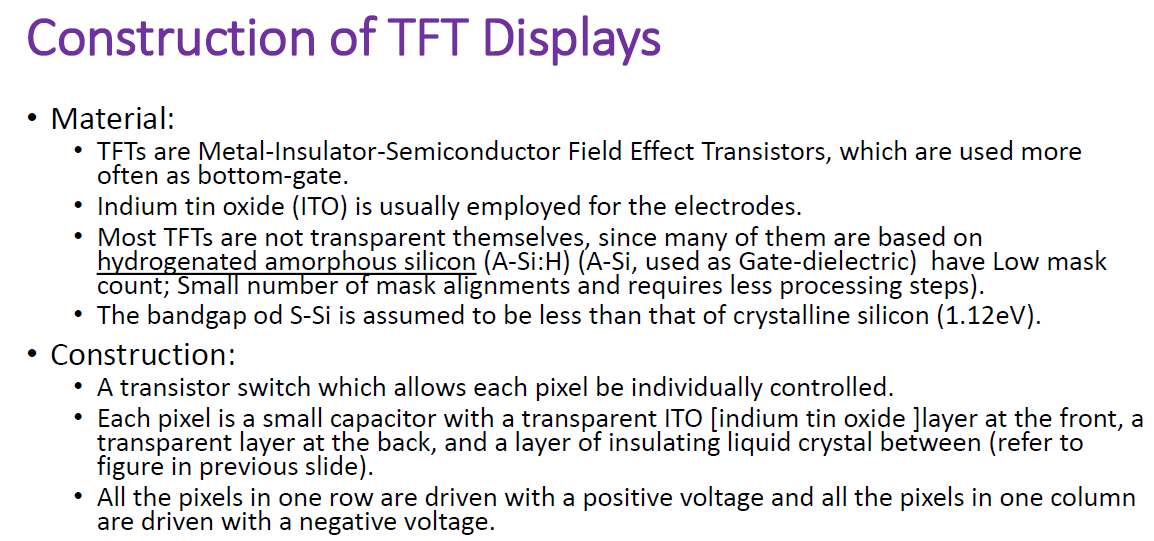 Construction of TFT Displays
• Material:
• TFTs are Metal-Insulator-Semiconductor Field Effect Transistors, which are used more
often as bottom-gate.
• Indium tin oxide (ITO) is usually employed for the electrodes.
• Most TFTs are not transparent themselves, since many of them are based on
hydrogenated amorphous silicon (A-Si:H) (A-Si, used as Gate-dielectric)  have Low mask
count; Small number of mask alignments and requires less processing steps).
• The bandgap od S-Si is assumed to be less than that of crystalline silicon (1.12eV).
• Construction:
• A transistor switch which allows each pixel be individually controlled.
• Each pixel is a small capacitor with a transparent ITO [indium tin oxide ]layer at the front, a
transparent layer at the back, and a layer of insulating liquid crystal between (refer to
figure in previous slide).
• All the pixels in one row are driven with a positive voltage and all the pixels in one column
are driven with a negative voltage.